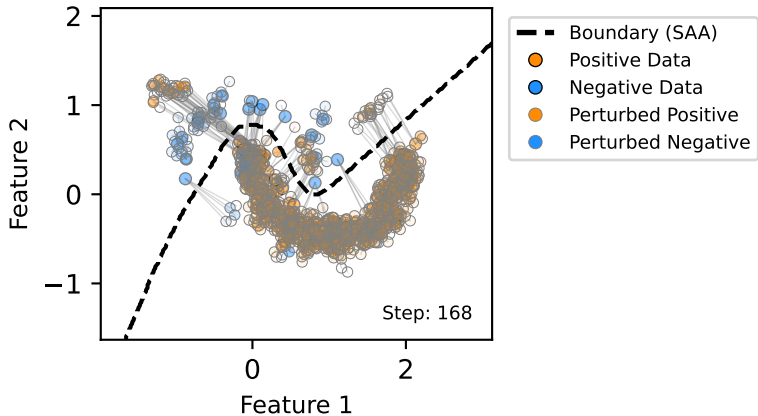 2
1
0
−1
Feature 2
0
2
Feature 1
Step: 168
Boundary (SAA)
Positive Data
Negative Data
Perturbed Positive
Perturbed Negative